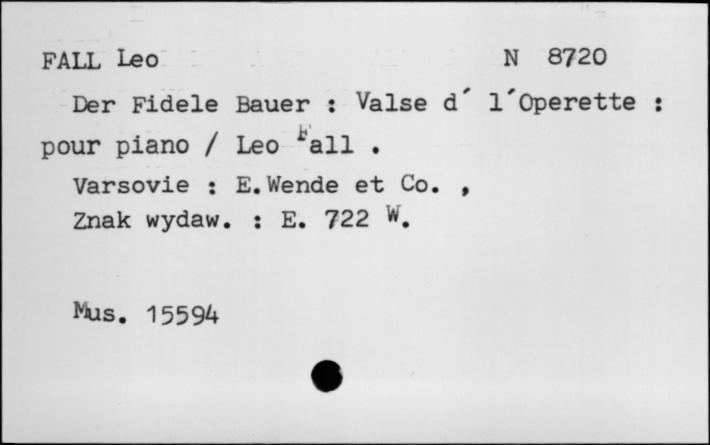 FALL Leo N 8720
Der Fidele Bauer : Valse d´ l´Operette :
pour piano / Leo Fall .
Varsovie : E.Wende et Co. ,
Znak wydaw. : E. 722 W.
Mus. 15594